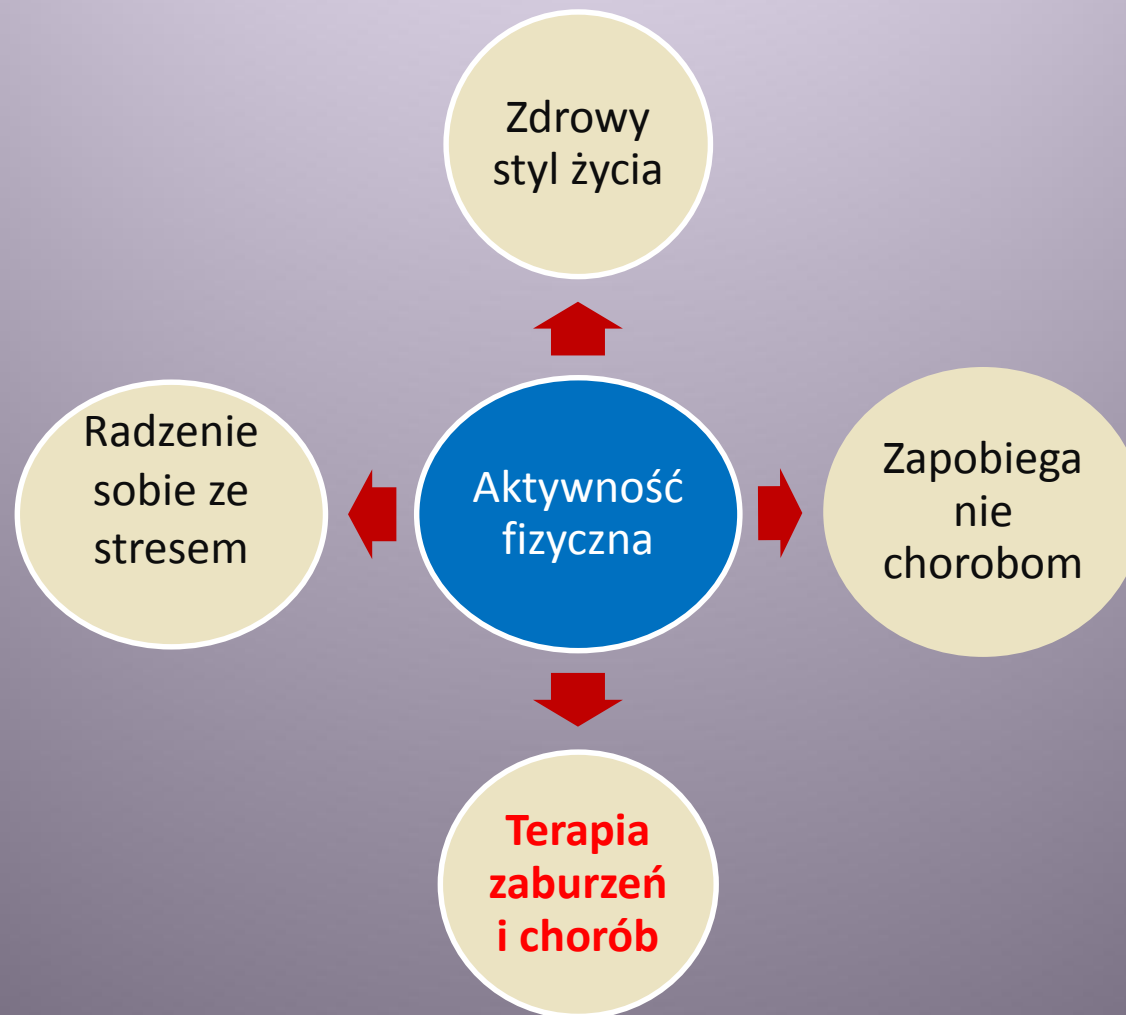 Zdrowy
styl życia
Radzenie
sobie ze
stresem
Aktywność
fizyczna
Zapobiega
nie
chorobom
Terapia
zaburzeń
i chorób